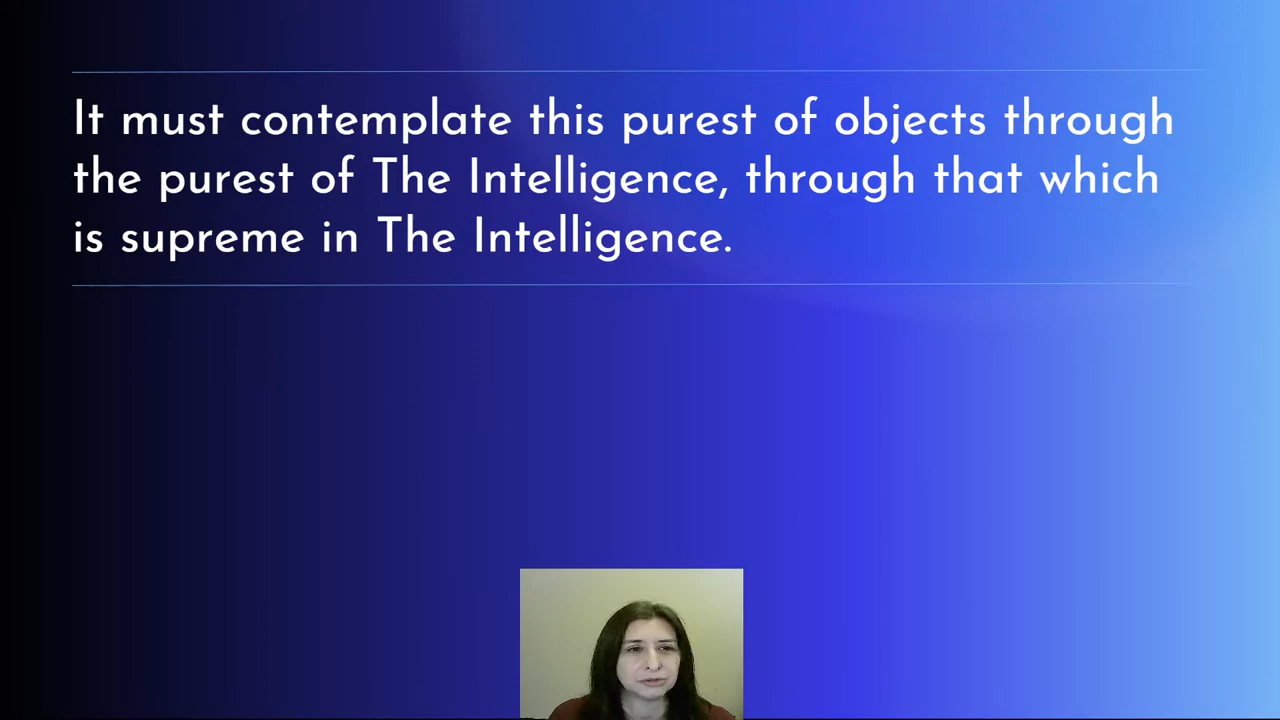 It must contemplate this purest of objects through
the purest of The Intelligence, through that which
is supreme in The Intelligence.